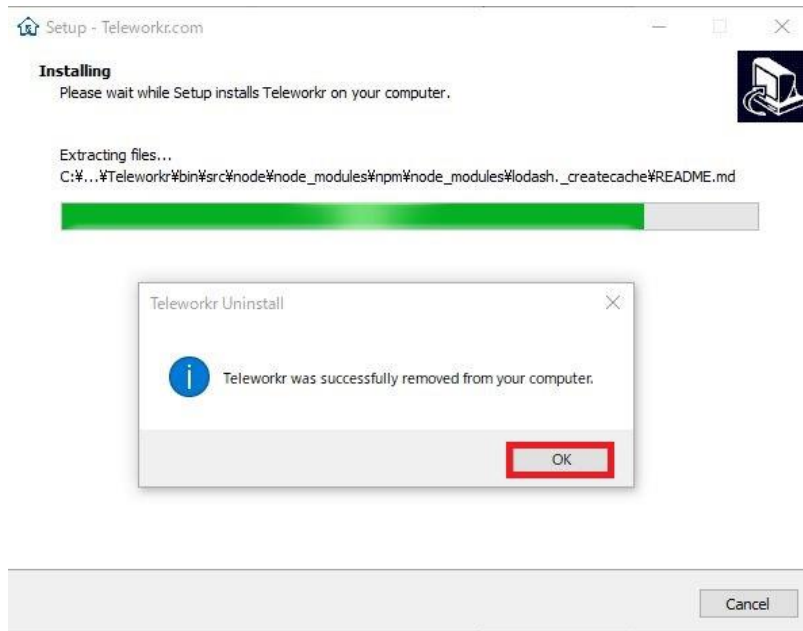 Setup - Teleworkr.com
Installing
Please wait while Setup installs Teleworkr on your computer.
Extracting files...
C:¥...¥Teleworkr¥bin¥src¥node¥node_modules¥npm¥node_modules¥lodash._createcache¥README.md
Teleworkr Uninstall
Teleworkr was successfully removed from your computer.
OK
Cancel